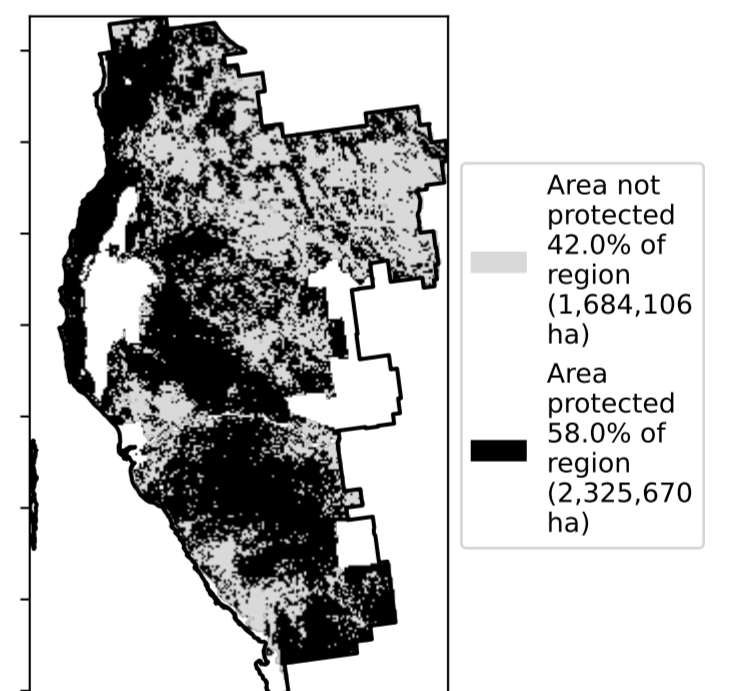 Area not
protected
42.0% of
region
(1,684,106
ha)
Area
protected
58.0% of
region
(2,325,670
ha)